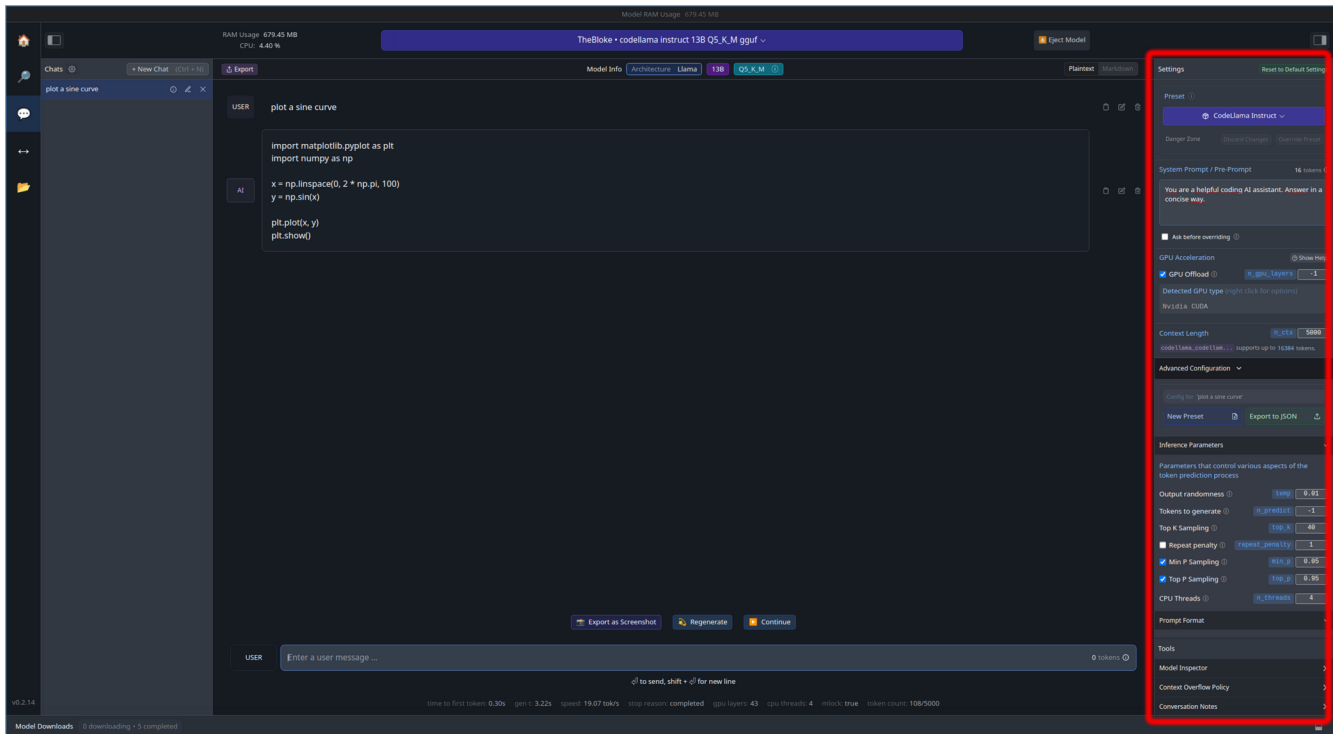 Model RAM Usage 679.45 MB
RAM Usage 679.45 MB
CPU: 4.40 %
TheBloke • codellama instruct 13B Q5_K_M gguf
Eject Model
Chats
+ New Chat (Ctrl + N)
plot a sine curve
Export
Model Info Architecture Llama 13B Q5_K_M
Plaintext Markdown
USER
plot a sine curve
AI
import matplotlib.pyplot as plt
import numpy as np
x = np.linspace(0, 2 * np.pi, 100)
y = np.sin(x)
plt.plot(x, y)
plt.show()
Export as Screenshot
Regenerate
Continue
USER
Enter a user message ...
0 tokens
to send, shift + for new line
time to first token: 0.30s gen t: 3.22s speed: 19.07 tok/s stop reason: completed gpu layers: 43 cpu threads: 4 mlock: true token count: 108/5000
v0.2.14
Model Downloads 0 downloading • 5 completed
Settings
Reset to Default Settings
Preset
CodeLlama Instruct
Danger Zone Discard Changes Override Preset
System Prompt / Pre-Prompt 16 tokens
You are a helpful coding AI assistant. Answer in a
concise way.
Ask before overriding
GPU Acceleration Show Help
GPU Offload n_gpu_layers -1
Detected GPU type (right click for options)
Nvidia CUDA
Context Length n_ctx 5000
codellama_codellam... supports up to 16384 tokens.
Advanced Configuration
Config for 'plot a sine curve'
New Preset Export to JSON
Inference Parameters
Parameters that control various aspects of the
token prediction process
Output randomness temp 0.01
Tokens to generate n_predict -1
Top K Sampling top_k 40
Repeat penalty repeat_penalty 1
Min P Sampling min_p 0.05
Top P Sampling top_p 0.95
CPU Threads n_threads 4
Prompt Format
Tools
Model Inspector
Context Overflow Policy
Conversation Notes